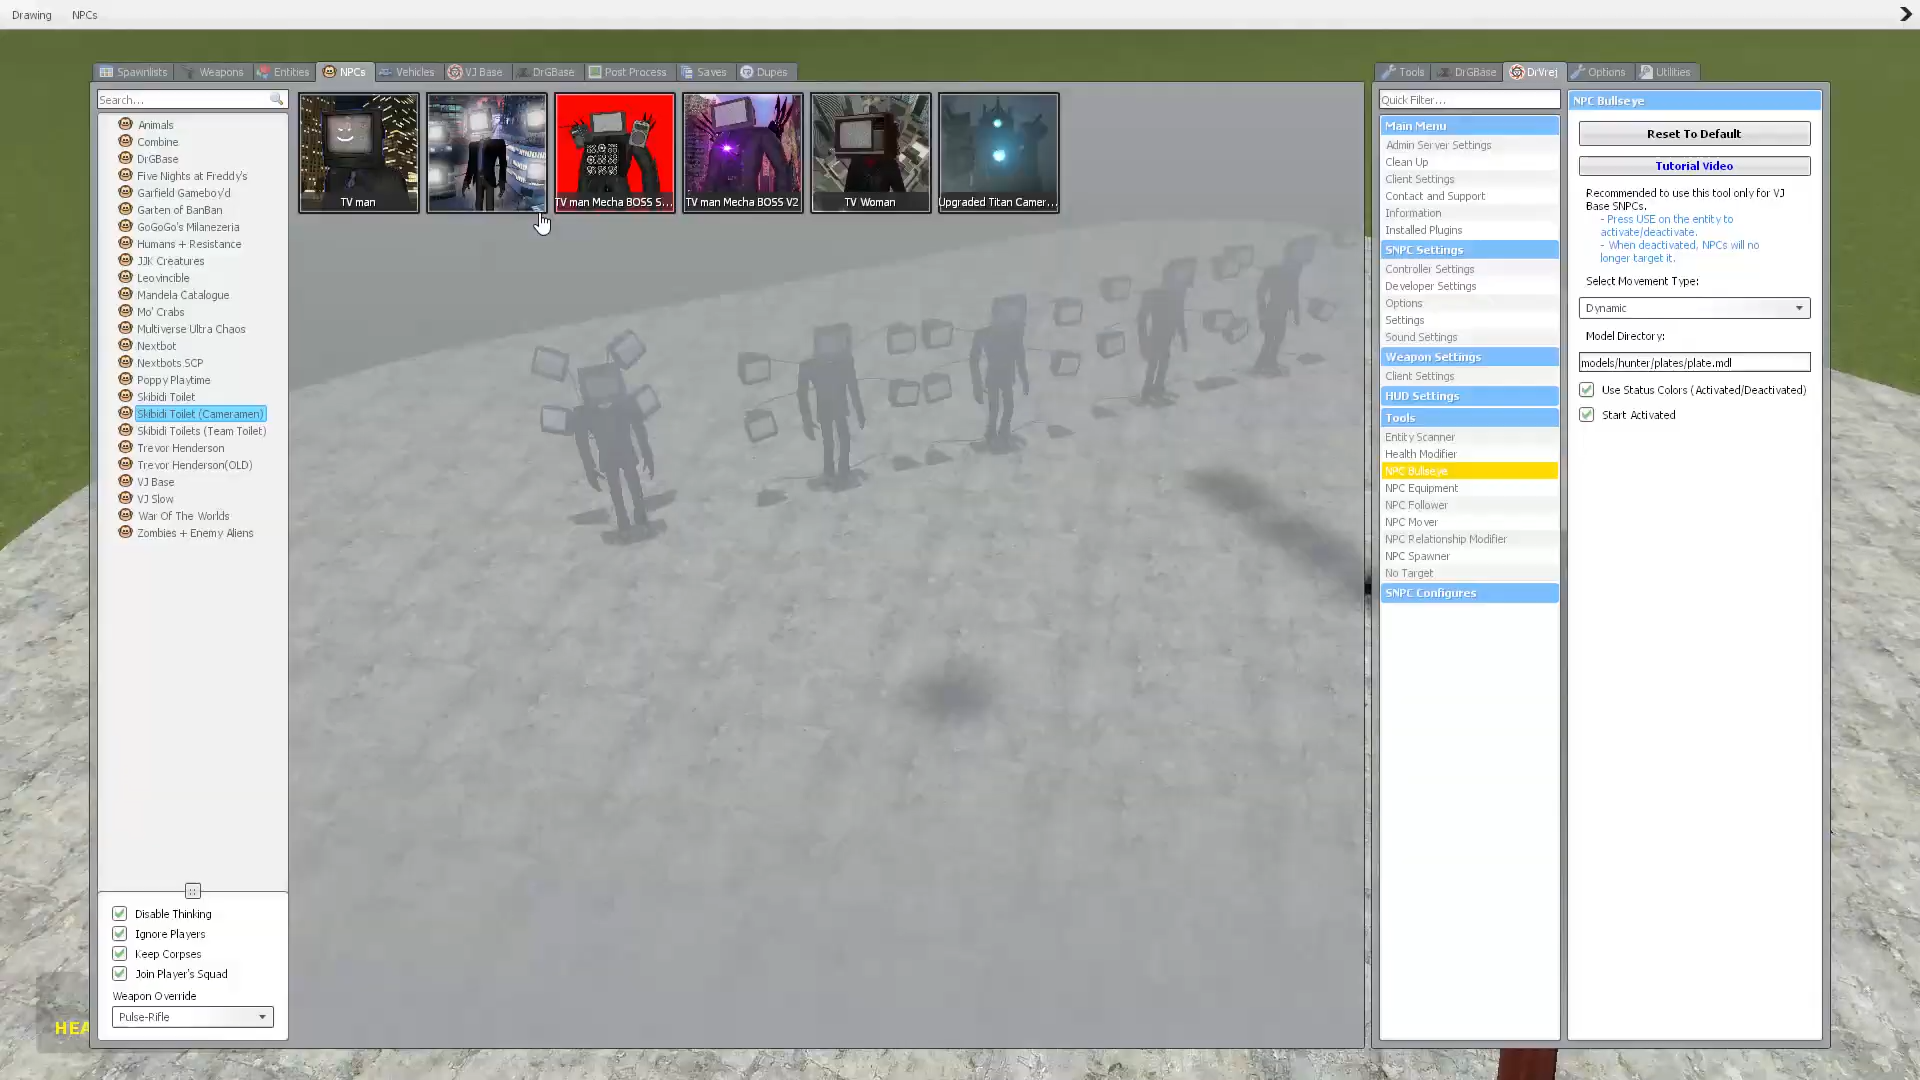 Drawing NPCs
Spawnlists Weapons Entities NPCs Vehicles VJ Base DrGBase Post Process Saves Dupes
Search...
Animals
Combine
DrGBase
Five Nights at Freddy's
Garfield Gameboy'd
Garten of BanBan
GoGoGo's Milanezeria
Humans + Resistance
JJK Creatures
Leovincible
Mandela Catalogue
Mo' Crabs
Multiverse Ultra Chaos
Nextbot
Nextbots SCP
Poppy Playtime
Skibidi Toilet
Skibidi Toilet (Cameramen)
Skibidi Toilets (Team Toilet)
Trevor Henderson
Trevor Henderson(OLD)
VJ Base
VJ Slow
War Of The Worlds
Zombies + Enemy Aliens
Disable Thinking
Ignore Players
Keep Corpses
Join Player's Squad
Weapon Override
Pulse-Rifle
HEA
TV man
TV man Mecha BOSS S...
TV man Mecha BOSS V2
TV Woman
Upgraded Titan Camer...
Tools DrGBase DrVrej Options Utilities
Quick Filter...
Main Menu
Admin Server Settings
Clean Up
Client Settings
Contact and Support
Information
Installed Plugins
SNPC Settings
Controller Settings
Developer Settings
Options
Settings
Sound Settings
Weapon Settings
Client Settings
HUD Settings
Tools
Entity Scanner
Health Modifier
NPC Bullseye
NPC Equipment
NPC Follower
NPC Mover
NPC Relationship Modifier
NPC Spawner
No Target
SNPC Configures
NPC Bullseye
Reset To Default
Tutorial Video
Recommended to use this tool only for VJ
Base SNPCs.
- Press USE on the entity to
activate/deactivate.
- When deactivated, NPCs will no
longer target it.
Select Movement Type:
Dynamic
Model Directory:
models/hunter/plates/plate.mdl
Use Status Colors (Activated/Deactivated)
Start Activated